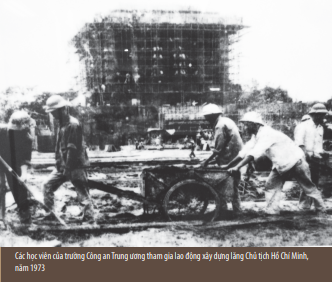 Các học viên của trường Công an Trung ương tham gia lao động xây dựng lăng Chủ tịch Hồ Chí Minh,
năm 1973